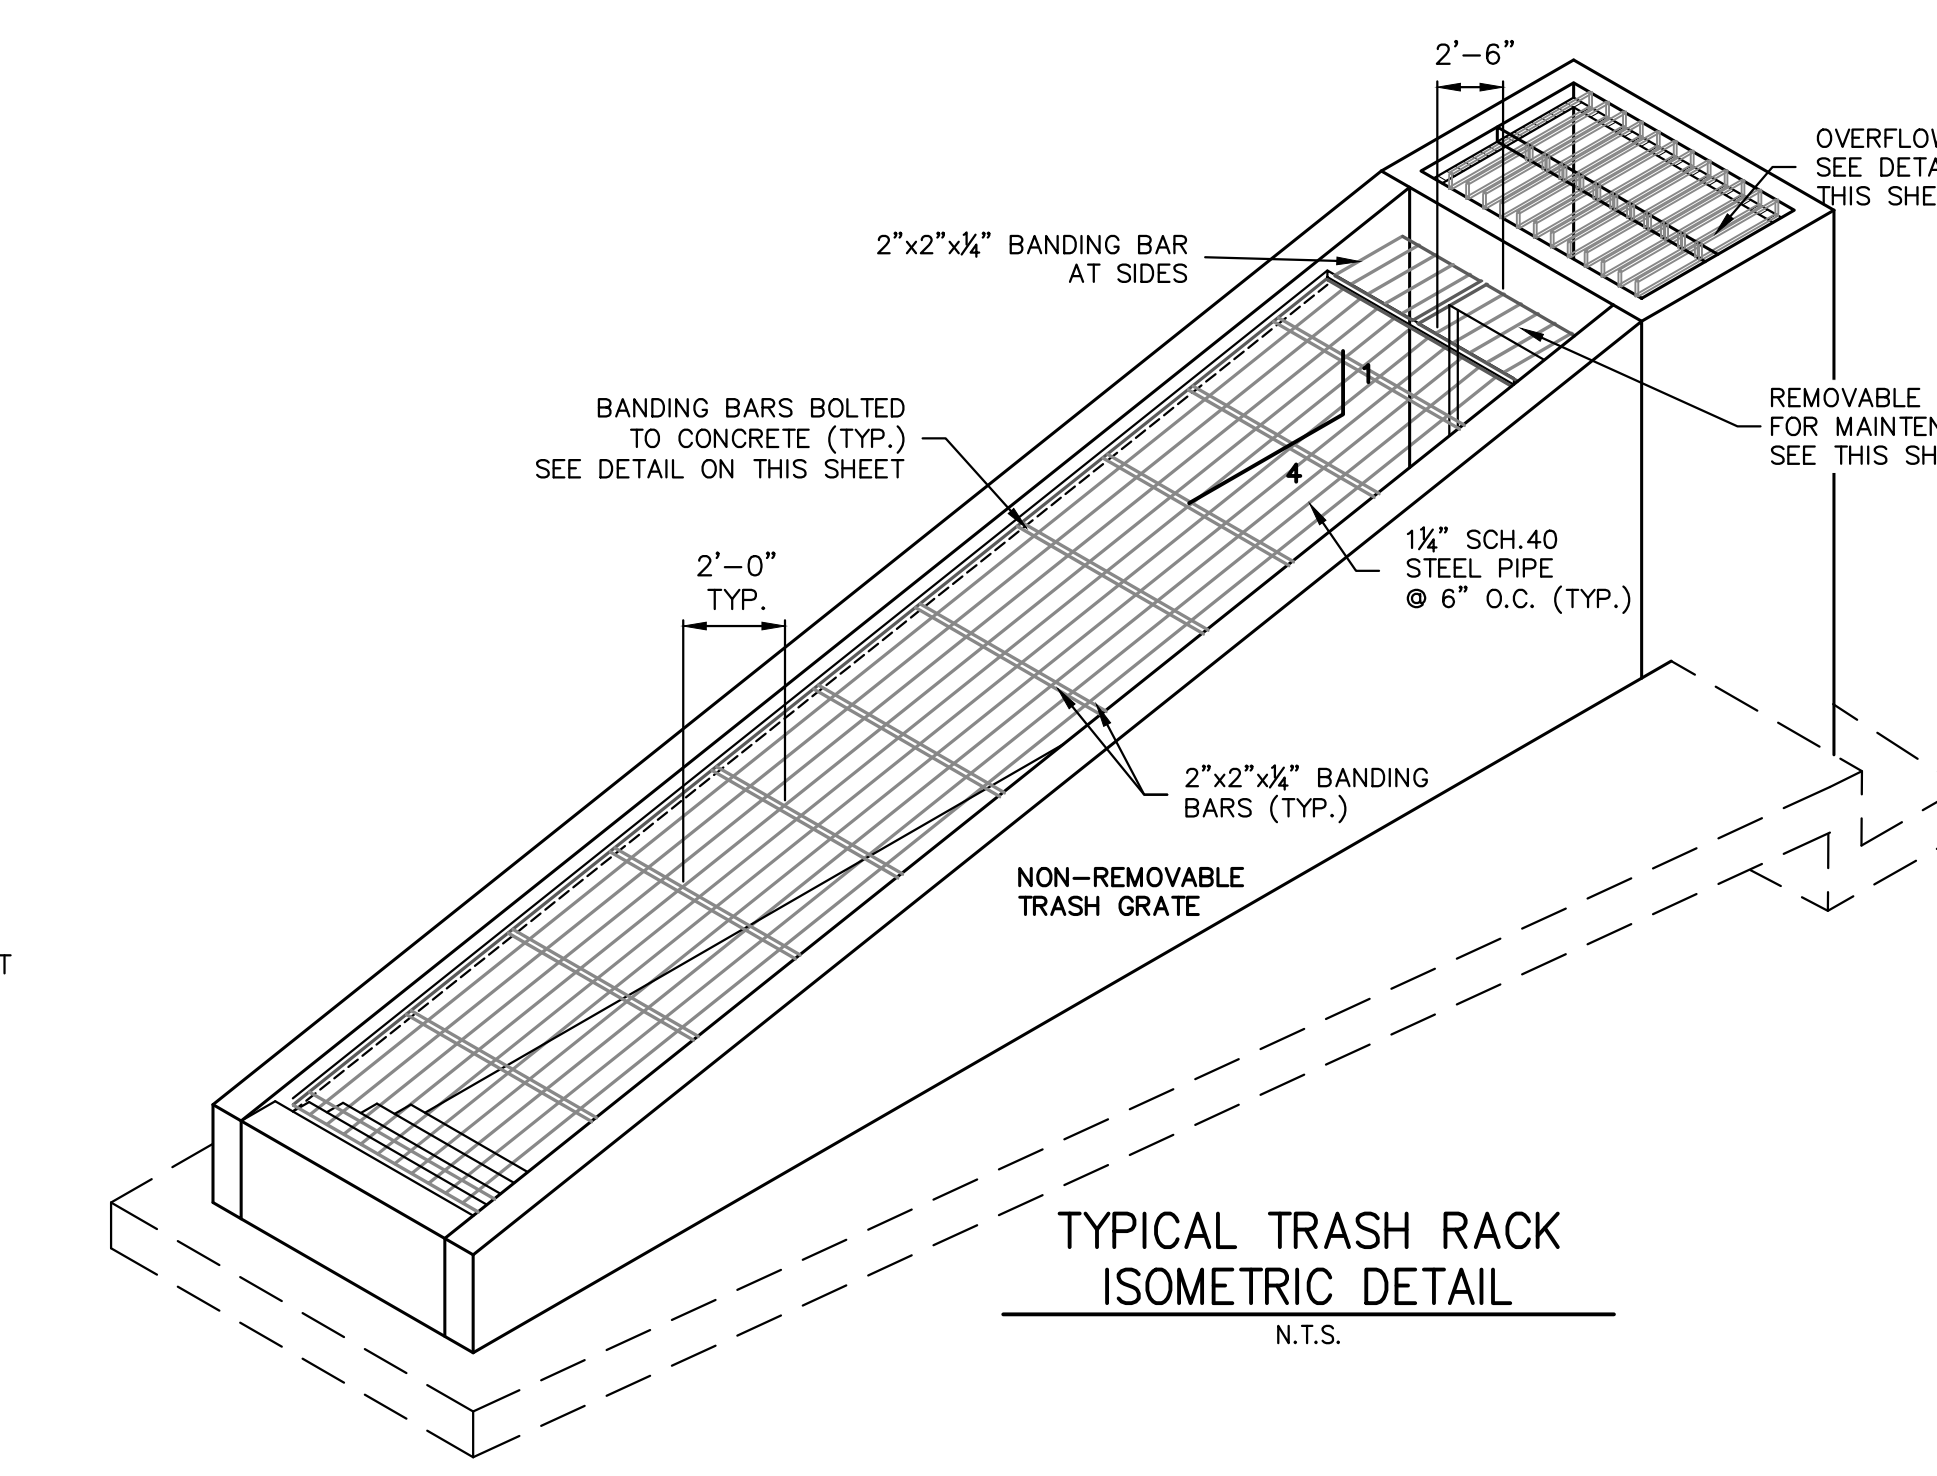 2'-6"
OVERFLOW
SEE DETA
THIS SHE
2"x2"x¼" BANDING BAR
AT SIDES
BANDING BARS BOLTED
TO CONCRETE (TYP.)
SEE DETAIL ON THIS SHEET
1
4
REMOVABLE
FOR MAINTEN
SEE THIS SH
1¼" SCH.40
STEEL PIPE
@ 6" O.C. (TYP.)
2'-0"
TYP.
2"x2"x¼" BANDING
BARS (TYP.)
NON-REMOVABLE
TRASH GRATE
T
TYPICAL TRASH RACK
ISOMETRIC DETAIL
N.T.S.